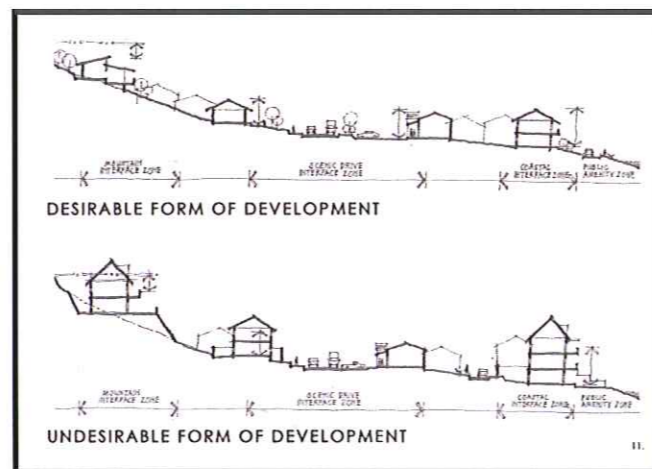 MOUNTAIN
INTERFACE ZONE
SCENIC DRIVE
INTERFACE ZONE
COASTAL
INTERFACE ZONE
PUBLIC
AMENITY ZONE
DESIRABLE FORM OF DEVELOPMENT
MOUNTAIN
INTERFACE ZONE
SCENIC DRIVE
INTERFACE ZONE
COASTAL
INTERFACE ZONE
PUBLIC
AMENITY ZONE
UNDESIRABLE FORM OF DEVELOPMENT
11.